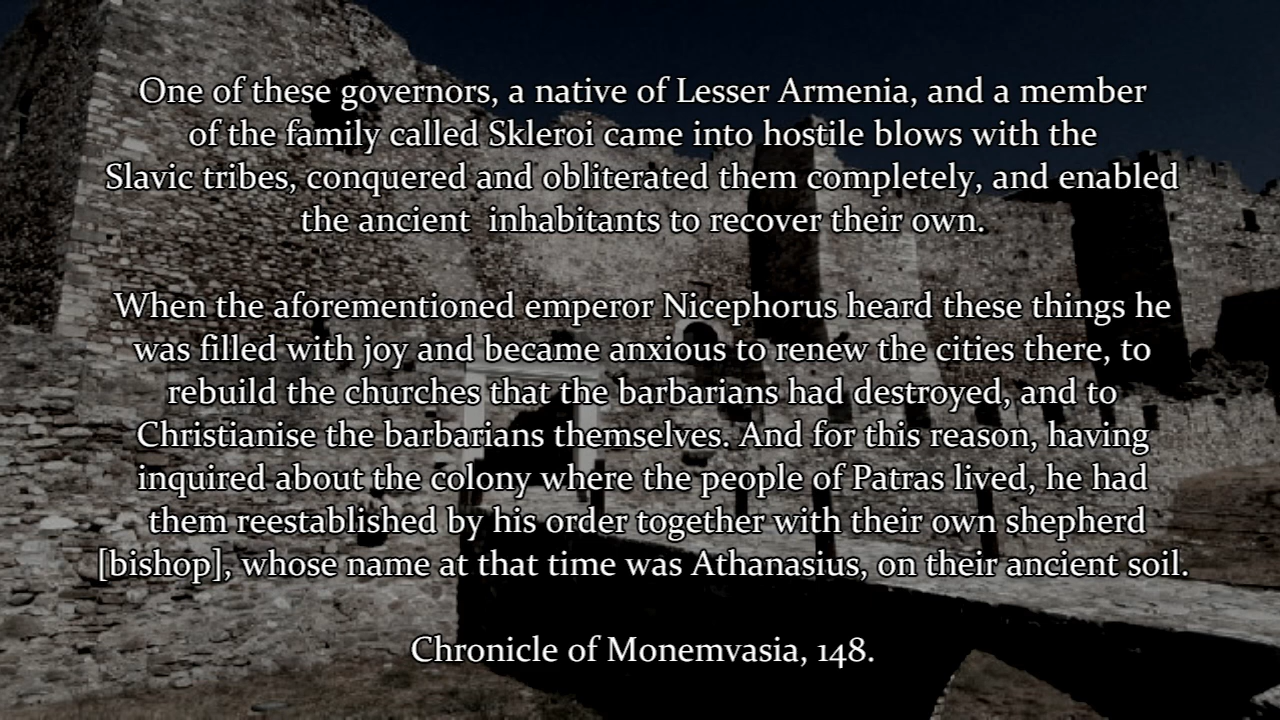 One of these governors, a native of Lesser Armenia, and a member
of the family called Skleroi came into hostile blows with the
Slavic tribes, conquered and obliterated them completely, and enabled
the ancient  inhabitants to recover their own.
When the aforementioned emperor Nicephorus heard these things he
was filled with joy and became anxious to renew the cities there, to
rebuild the churches that the barbarians had destroyed, and to
Christianise the barbarians themselves. And for this reason, having
inquired about the colony where the people of Patras lived, he had
them reestablished by his order together with their own shepherd
[bishop], whose name at that time was Athanasius, on their ancient soil.
Chronicle of Monemvasia, 148.